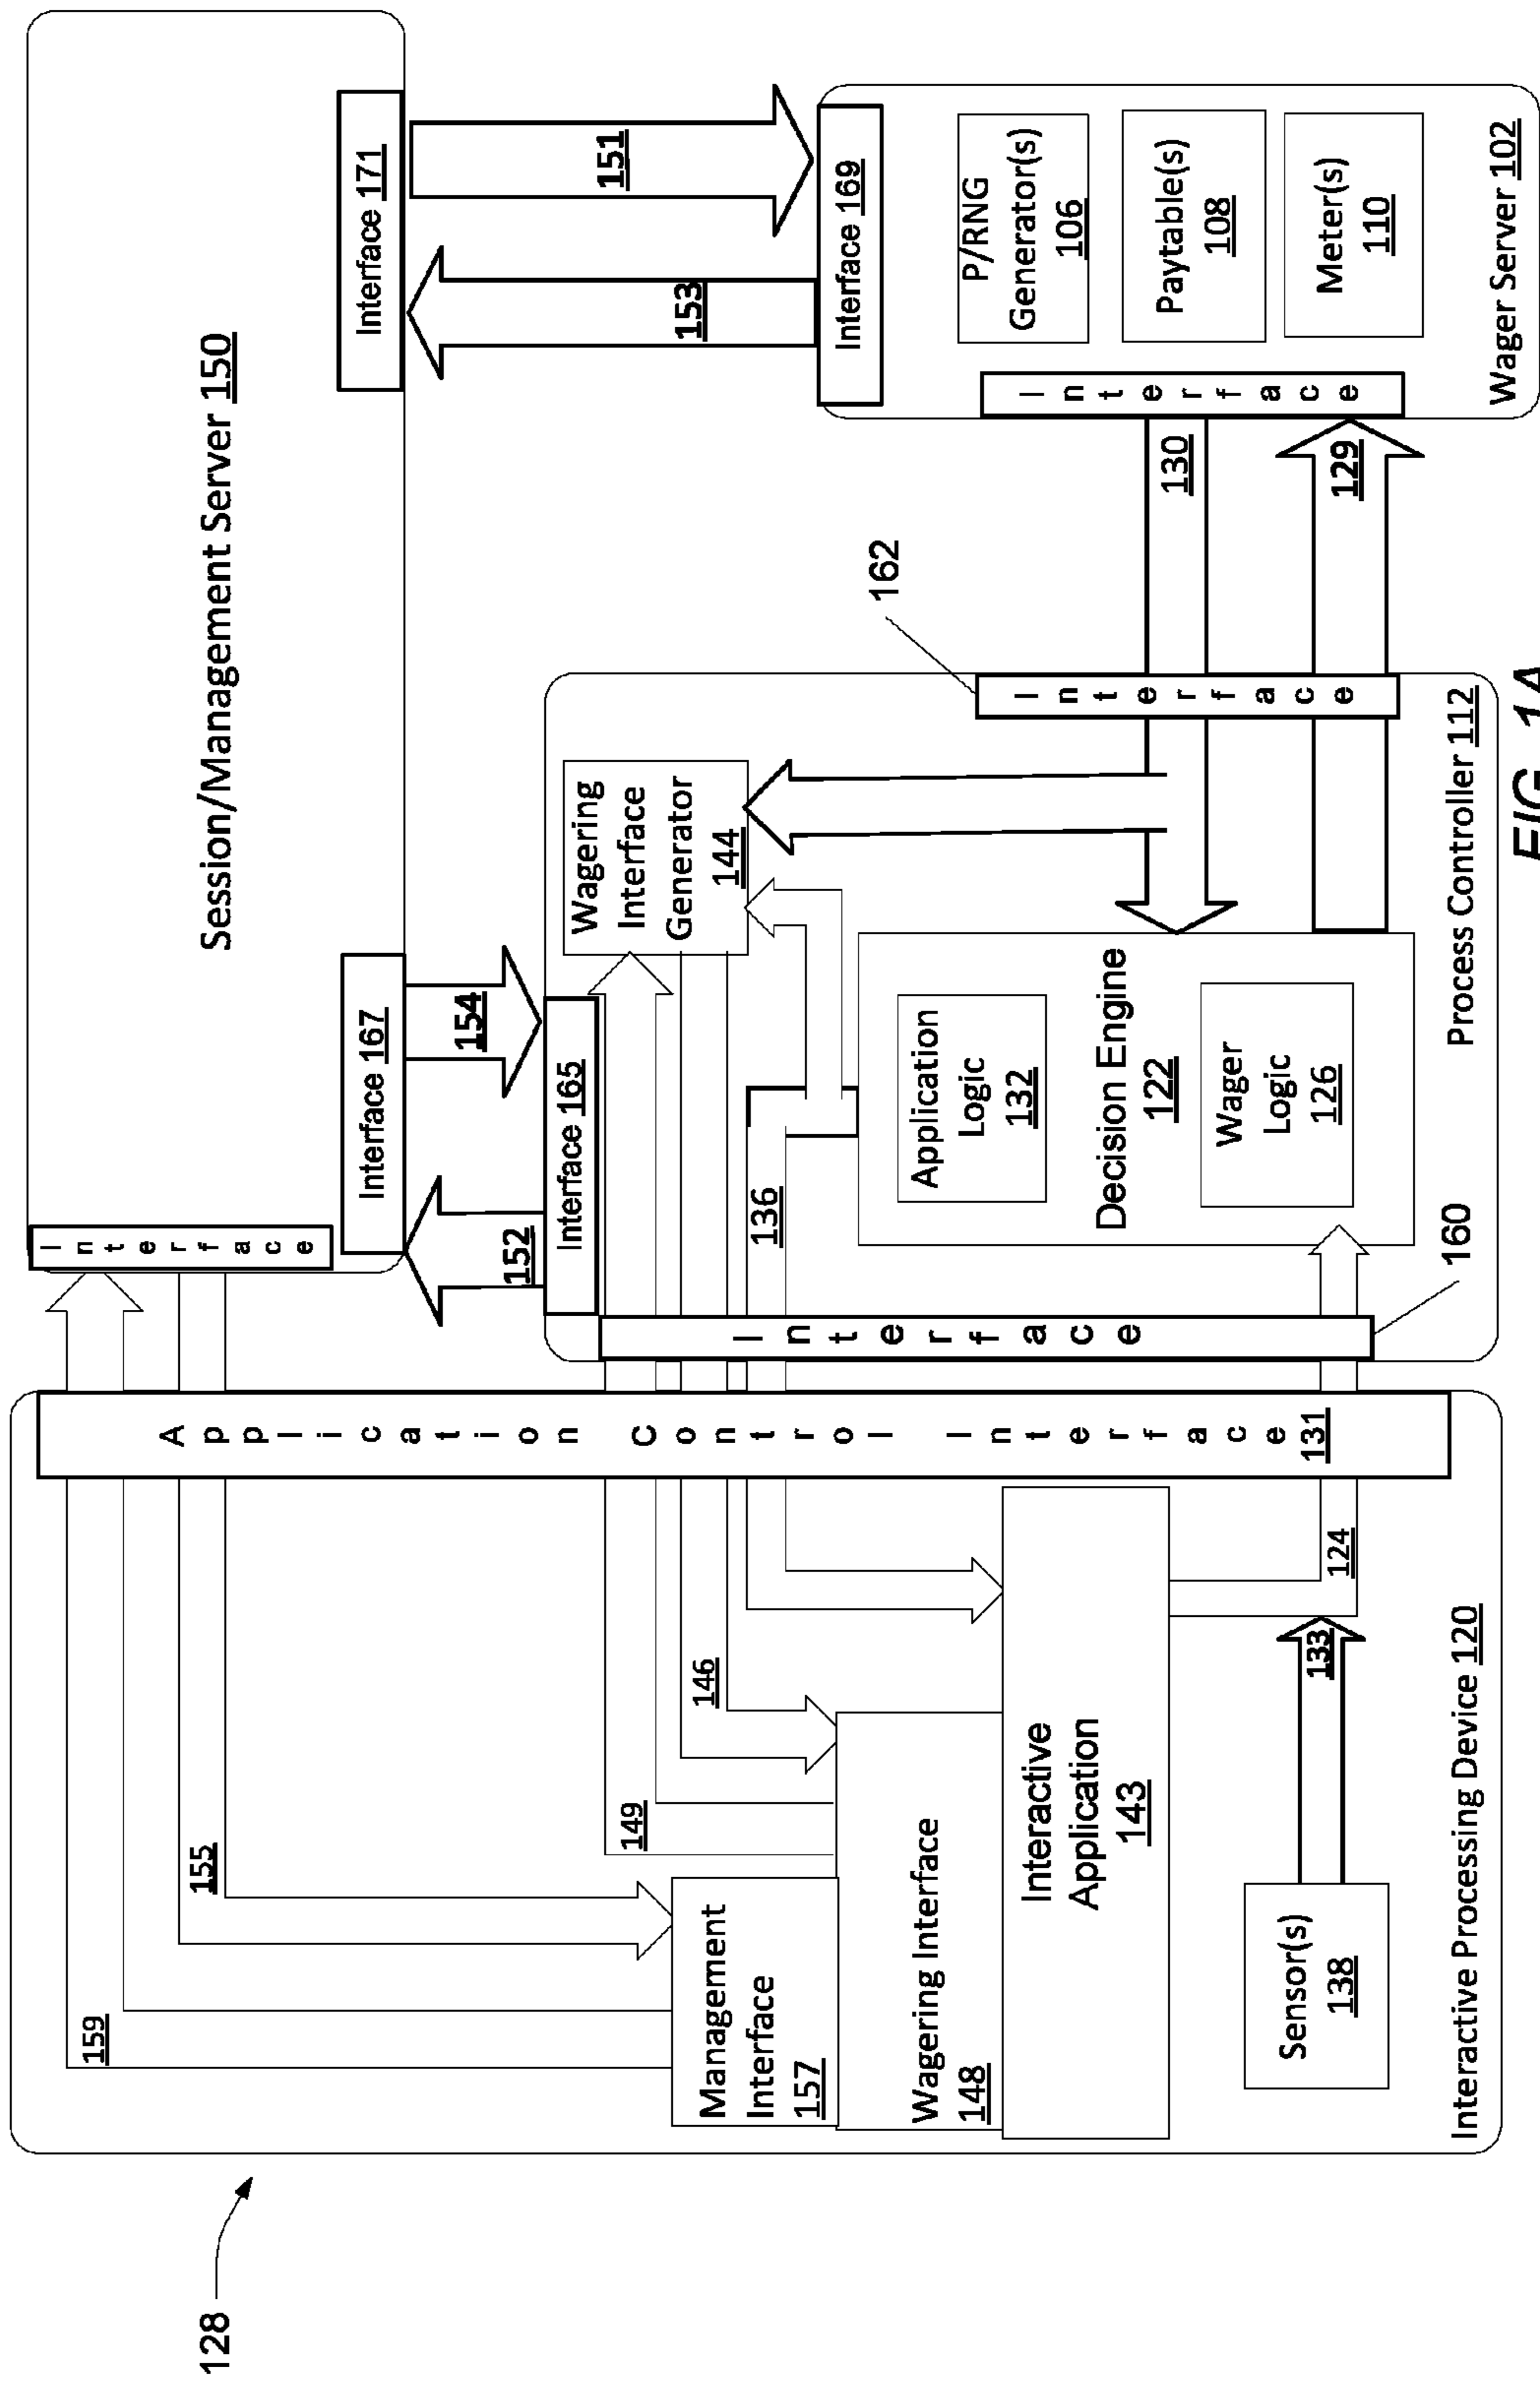 Session/Management Server 150
Interface
Interface 167
Interface 171
159
155
152
154
153
151
Management
Interface
157
149
146
Wagering Interface
148
Interactive
Application
143
Sensor(s)
138
133
124
Interactive Processing Device 120
Application Control Interface 131
Interface
160
Interface 165
136
Wagering
Interface
Generator
144
Application
Logic
132
Decision Engine
122
Wager
Logic
126
Interface
162
Process Controller 112
130
129
Interface 169
Interface
P/RNG
Generator(s)
106
Paytable(s)
108
Meter(s)
110
Wager Server 102
128
FIG. 1A